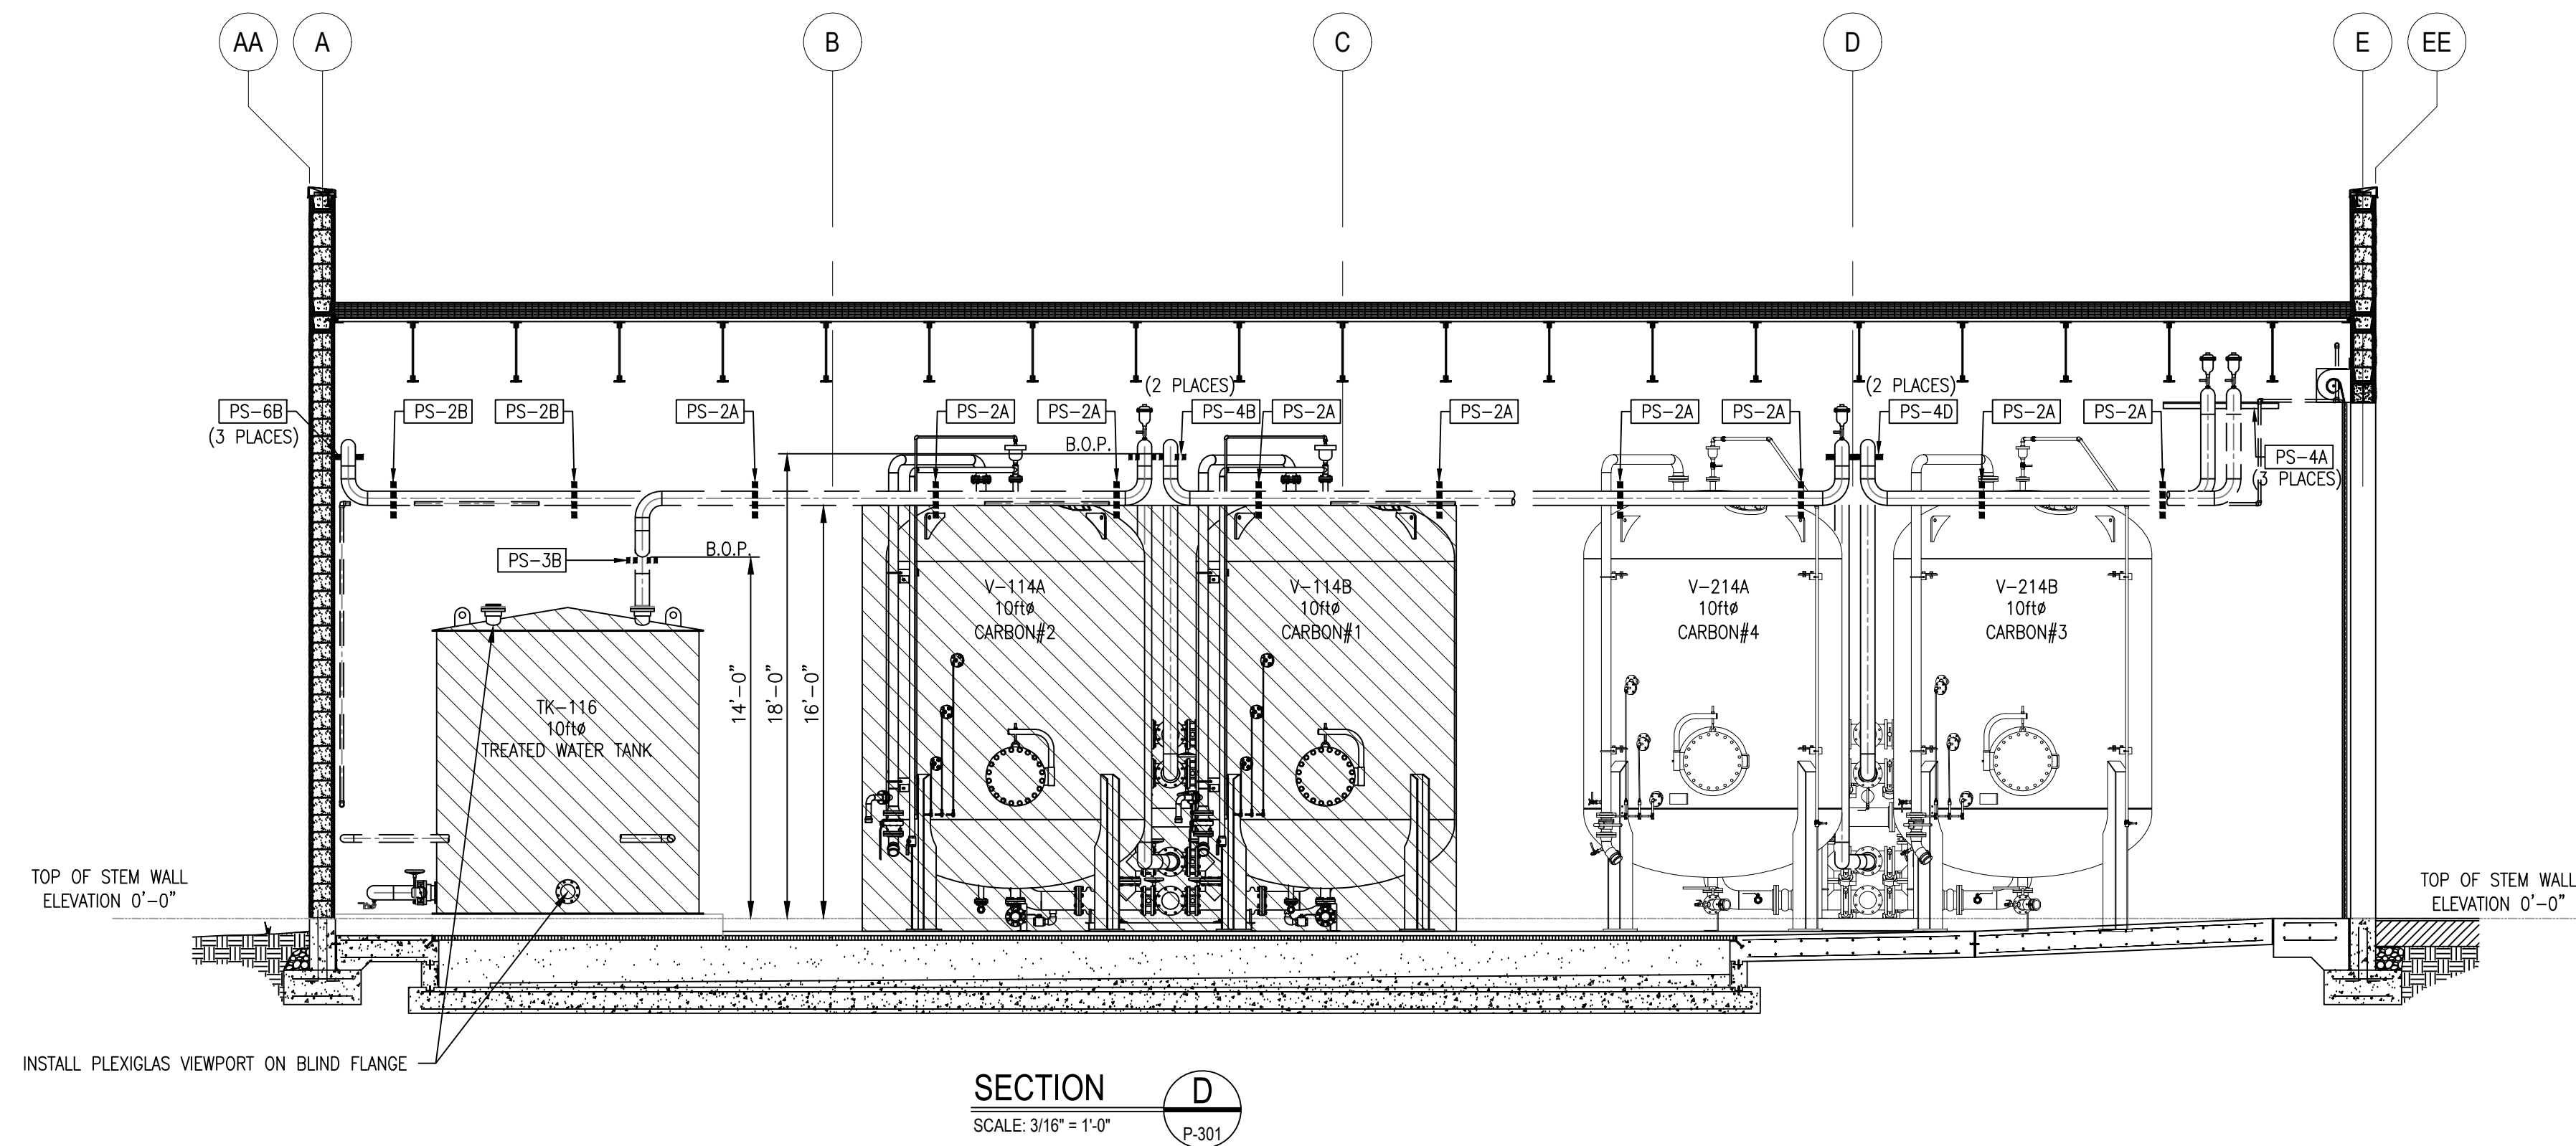 AA
A
B
C
D
E
EE
(2 PLACES)
(2 PLACES)
PS-6B
(3 PLACES)
PS-2B
PS-2B
PS-2A
PS-2A
PS-2A
PS-4B
PS-2A
PS-2A
PS-2A
PS-2A
PS-4D
PS-2A
PS-2A
B.O.P.
PS-4A
(3 PLACES)
PS-3B
B.O.P.
14'-0"
18'-0"
16'-0"
V-114A
10ftø
CARBON#2
V-114B
10ftø
CARBON#1
V-214A
10ftø
CARBON#4
V-214B
10ftø
CARBON#3
TK-116
10ftø
TREATED WATER TANK
TOP OF STEM WALL
ELEVATION 0'-0"
TOP OF STEM WALL
ELEVATION 0'-0"
INSTALL PLEXIGLAS VIEWPORT ON BLIND FLANGE
SECTION
D
SCALE: 3/16" = 1'-0"
P-301